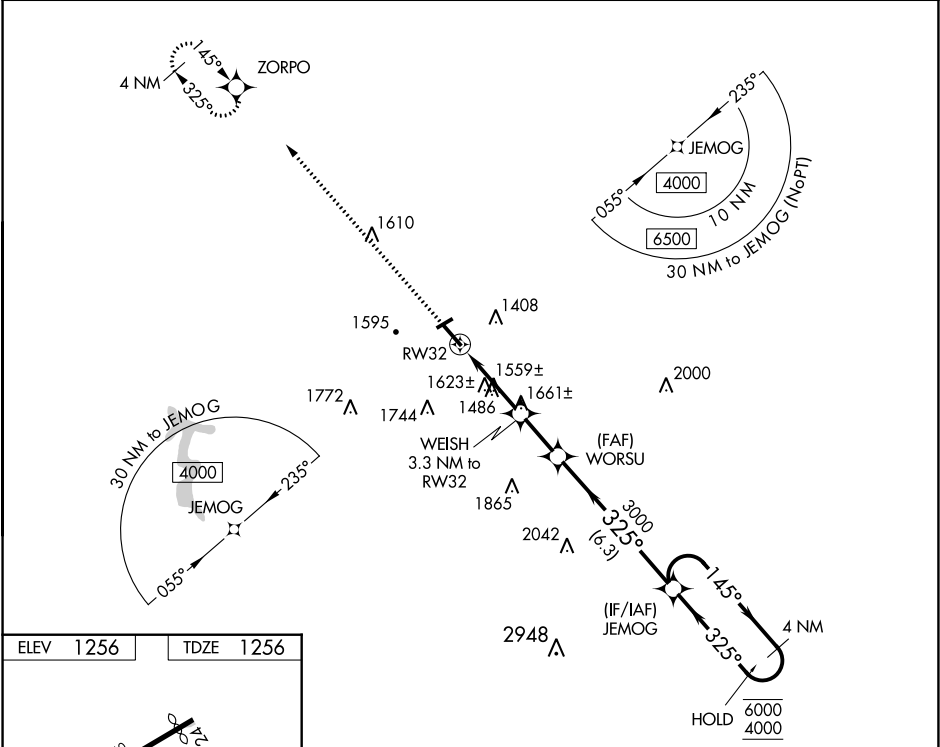 145°
ZORPO
4 NM
325°
235°
JEMOG
4000
055°
10 NM
6500
30 NM to JEMOG (NoPT)
1610
1408
1595
RW32
1559±
1623±
1661±
1486
2000
1772
1744
WEISH
3.3 NM to
RW32
(FAF)
WORSU
30 NM to JEMOG
4000
235°
JEMOG
055°
1865
3000
325°
(6.3)
2042
145°
(IF/IAF)
JEMOG
4 NM
325°
2948
HOLD
6000
4000
ELEV 1256
TDZE 1256
24